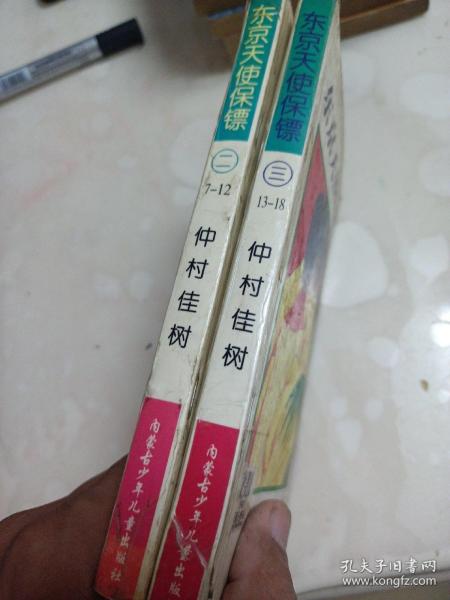 东京天使保镖
二
7-12
仲村佳树
内蒙古少年儿童出版社
东京天使保镖
三
13-18
仲村佳树
内蒙古少年儿童出版
孔夫子旧书网
www.kongfz.com